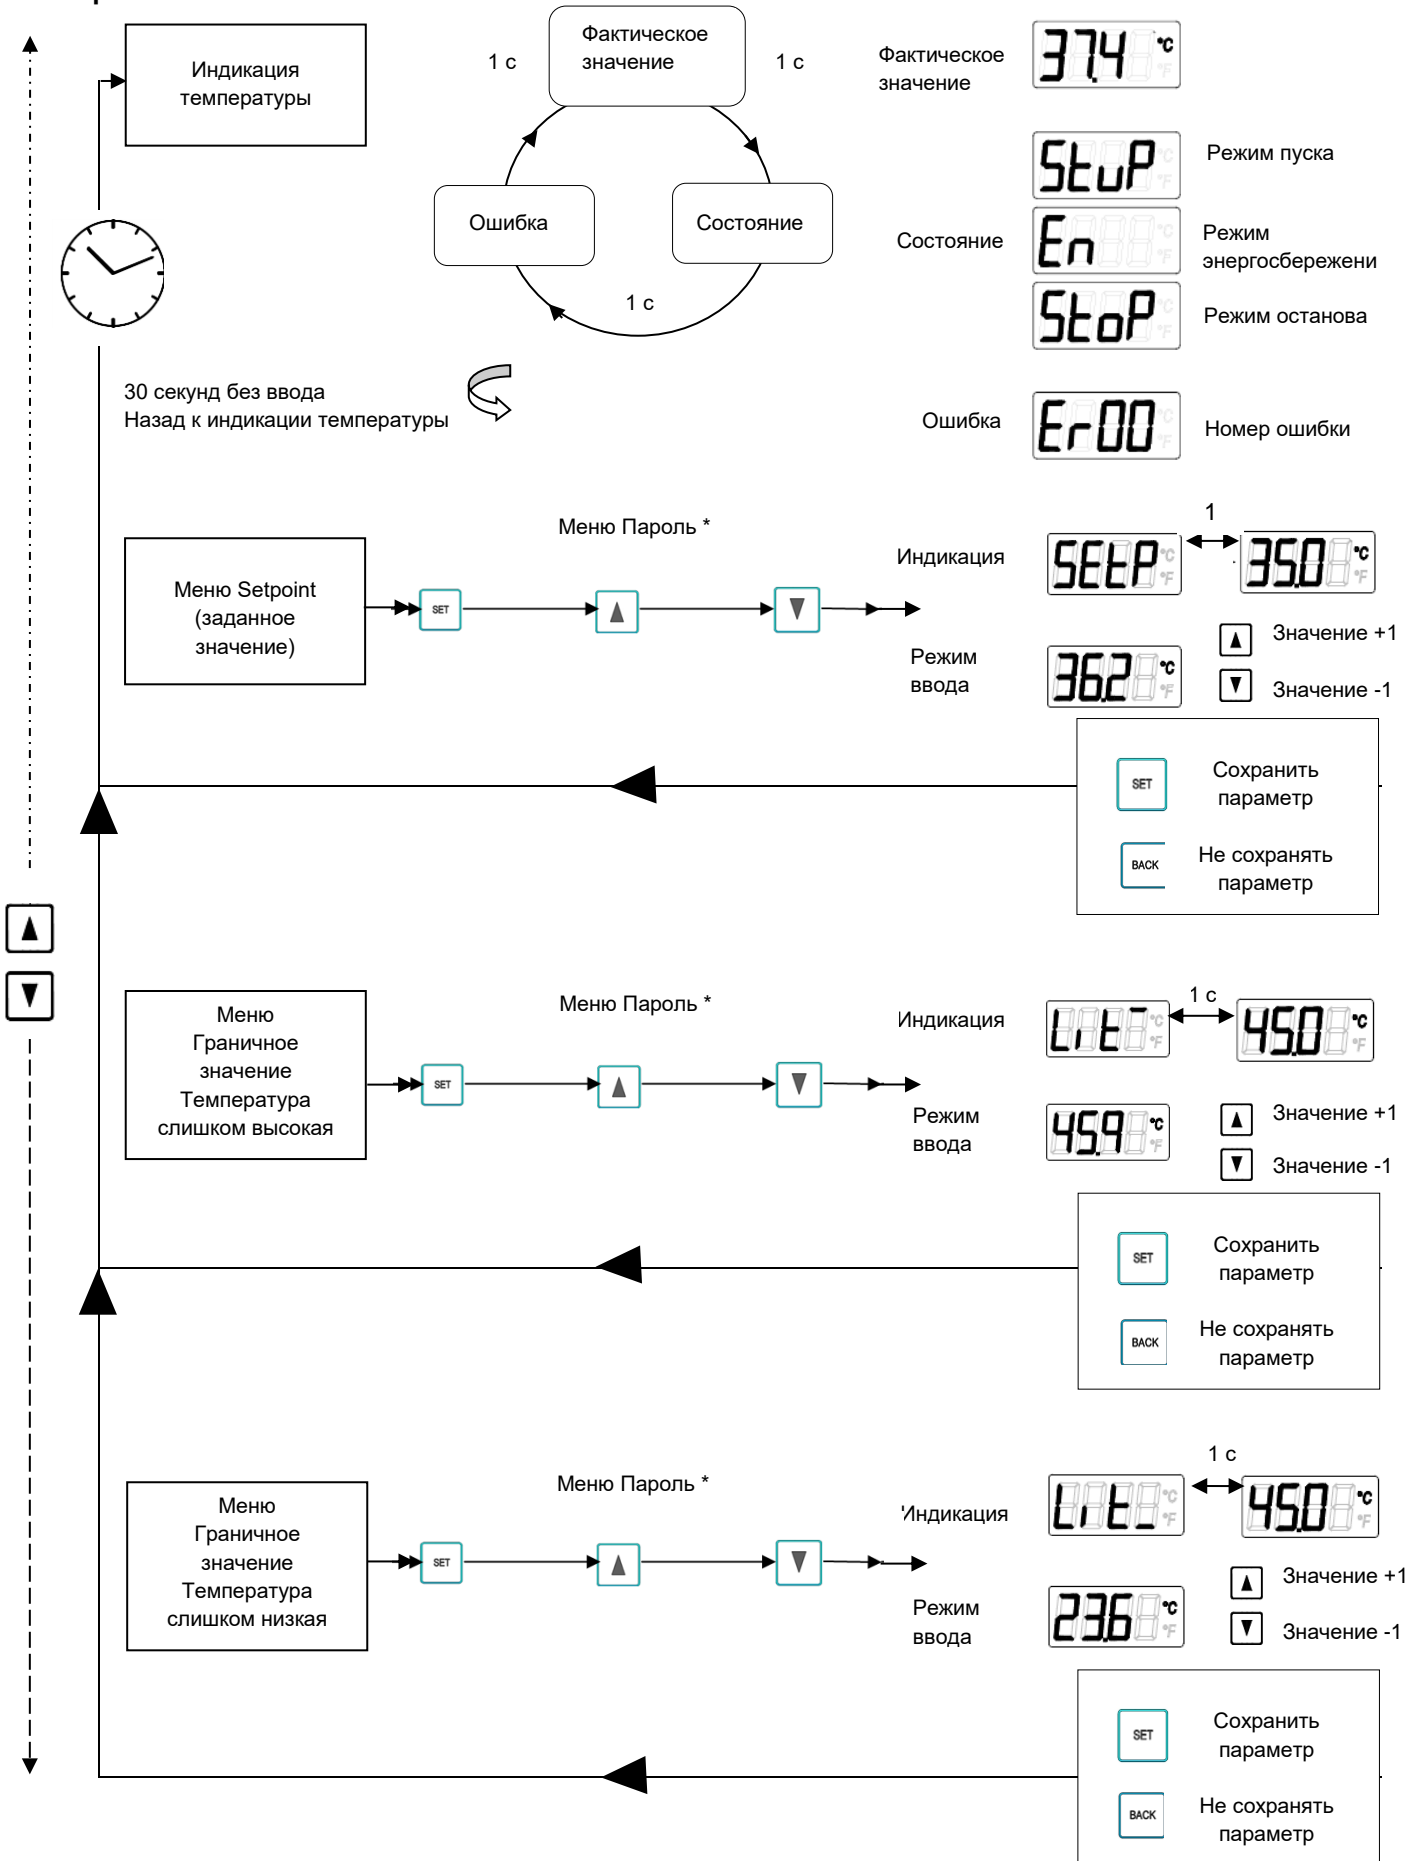 Индикация
температуры
1 с
Фактическое
значение
1 с
Ошибка
Состояние
1 с
Фактическое
значение
37.4 °C °F
StuP °C °F
Режим пуска
Состояние
En °C °F
Режим
энергосбережени
StoP °C °F
Режим останова
30 секунд без ввода
Назад к индикации температуры
Ошибка
Er00 °C °F
Номер ошибки
Меню Setpoint
(заданное
значение)
Меню Пароль *
SET
Индикация
SEtP °C °F
1
35.0 °C °F
Режим
ввода
36.2 °C °F
Значение +1
Значение -1
SET
Сохранить
параметр
BACK
Не сохранять
параметр
Меню
Граничное
значение
Температура
слишком высокая
Меню Пароль *
SET
Индикация
Lit¯ °C °F
1 с
45.0 °C °F
Режим
ввода
45.9 °C °F
Значение +1
Значение -1
SET
Сохранить
параметр
BACK
Не сохранять
параметр
Меню
Граничное
значение
Температура
слишком низкая
Меню Пароль *
SET
Индикация
Lit_ °C °F
1 с
45.0 °C °F
Режим
ввода
23.6 °C °F
Значение +1
Значение -1
SET
Сохранить
параметр
BACK
Не сохранять
параметр